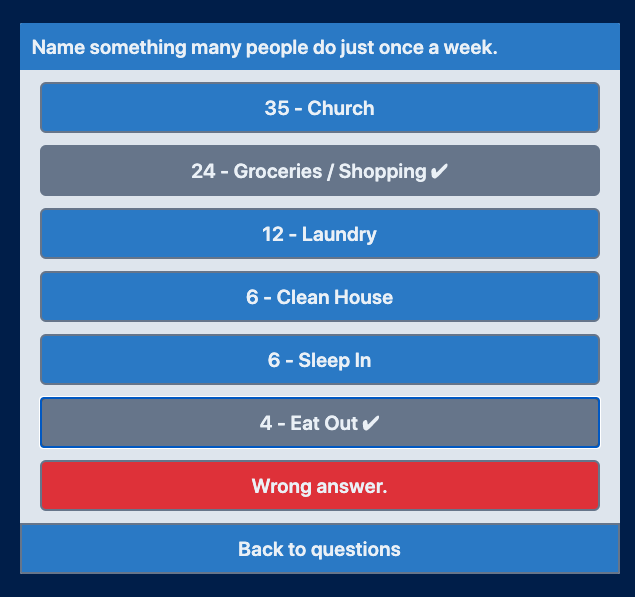 Name something many people do just once a week.
35 - Church
24 - Groceries / Shopping ✔
12 - Laundry
6 - Clean House
6 - Sleep In
4 - Eat Out ✔
Wrong answer.
Back to questions